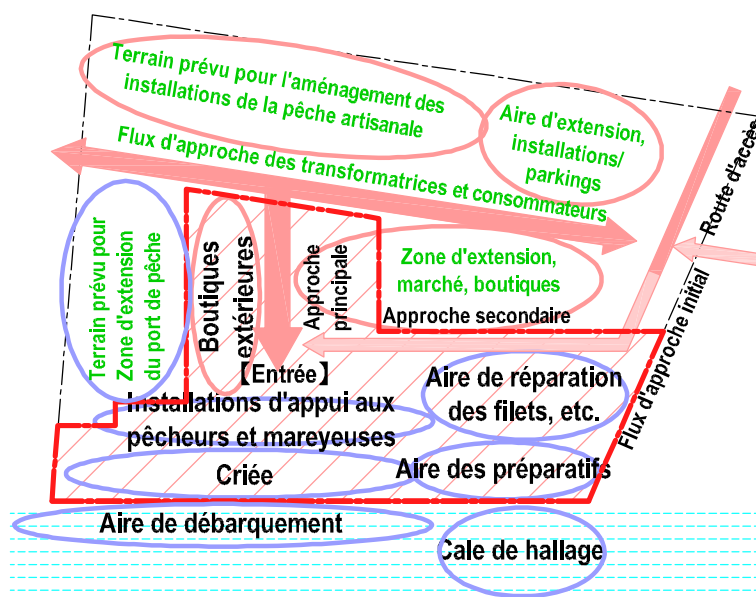 Terrain prévu pour l'aménagement des
installations de la pêche artisanale
Aire d'extension,
installations/
parkings
Route d'accès
Flux d'approche des transformatrices et consommateurs
Terrain prévu pour
Zone d'extension
du port de pêche
Boutiques
extérieures
Approche
principale
Zone d'extension,
marché, boutiques
Approche secondaire
Flux d'approche initial
【Entrée】
Installations d'appui aux
pêcheurs et mareyeuses
Aire de réparation
des filets, etc.
Criée
Aire des préparatifs
Aire de débarquement
Cale de hallage